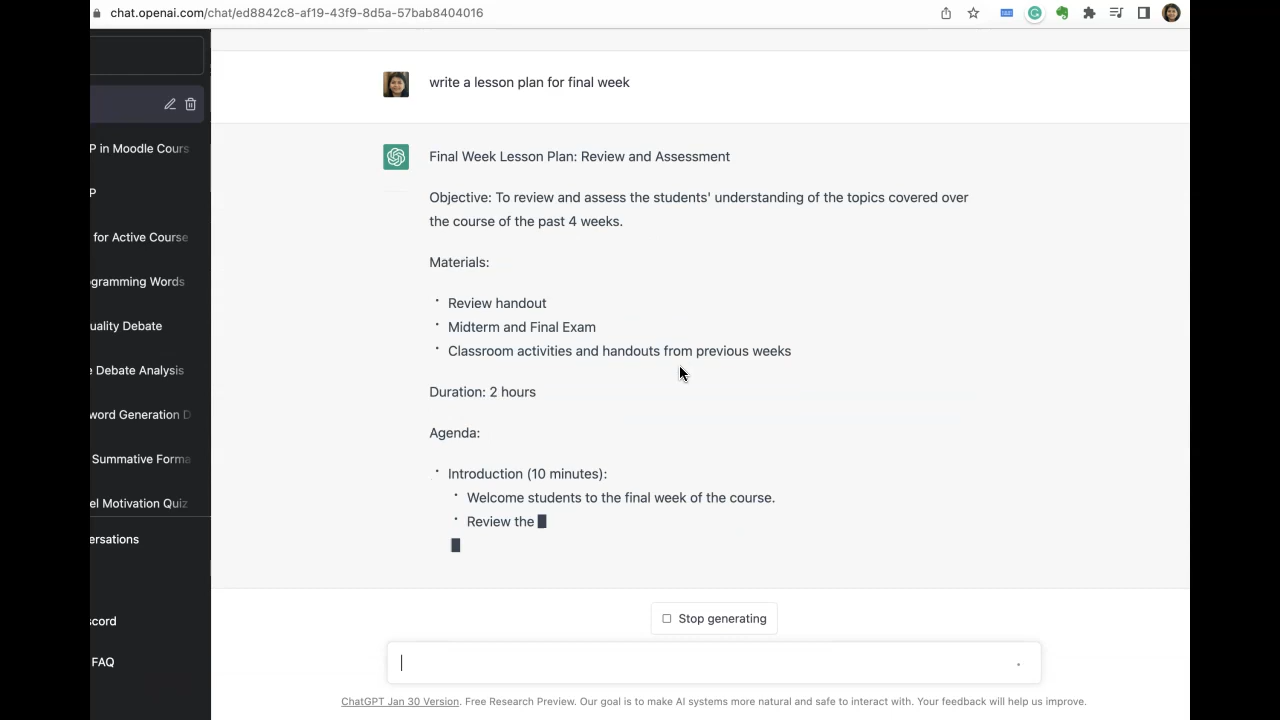 chat.openai.com/chat/ed8842c8-af19-43f9-8d5a-57bab8404016
write a lesson plan for final week
P in Moodle Cours
P
for Active Course
gramming Words
uality Debate
e Debate Analysis
word Generation D
Summative Forma
el Motivation Quiz
ersations
scord
FAQ
Final Week Lesson Plan: Review and Assessment
Objective: To review and assess the students' understanding of the topics covered over
the course of the past 4 weeks.
Materials:
Review handout
Midterm and Final Exam
Classroom activities and handouts from previous weeks
Duration: 2 hours
Agenda:
Introduction (10 minutes):
Welcome students to the final week of the course.
Review the
Stop generating
ChatGPT Jan 30 Version. Free Research Preview. Our goal is to make AI systems more natural and safe to interact with. Your feedback will help us improve.